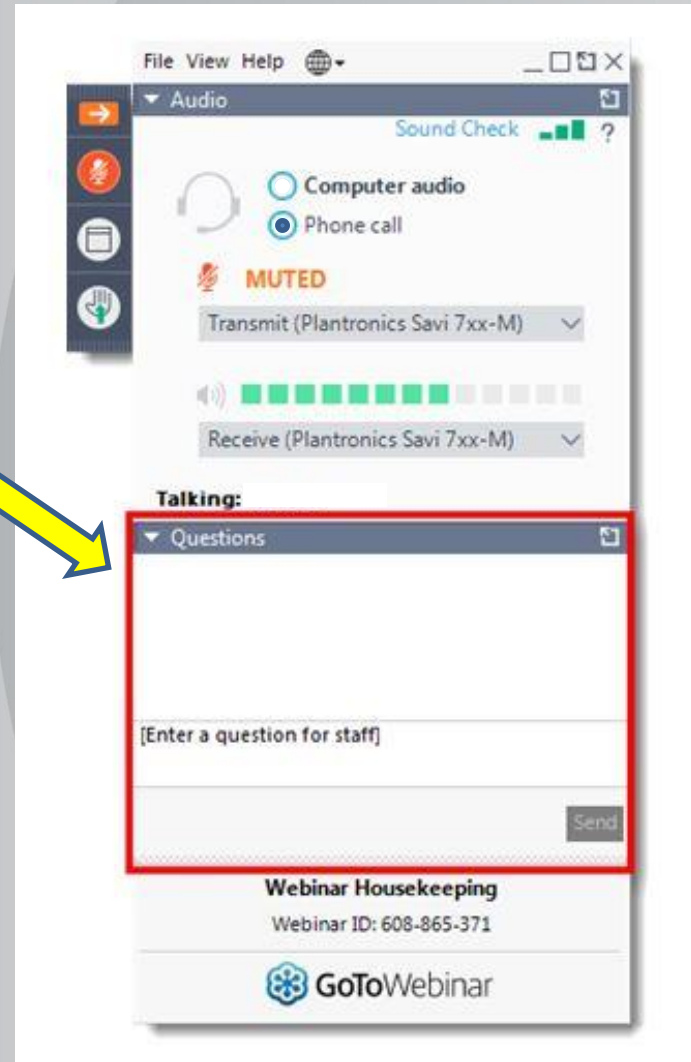 File View Help
Audio
Sound Check ?
Computer audio
Phone call
MUTED
Transmit (Plantronics Savi 7xx-M)
Receive (Plantronics Savi 7xx-M)
Talking:
Questions
[Enter a question for staff]
Send
Webinar Housekeeping
Webinar ID: 608-865-371
GoToWebinar